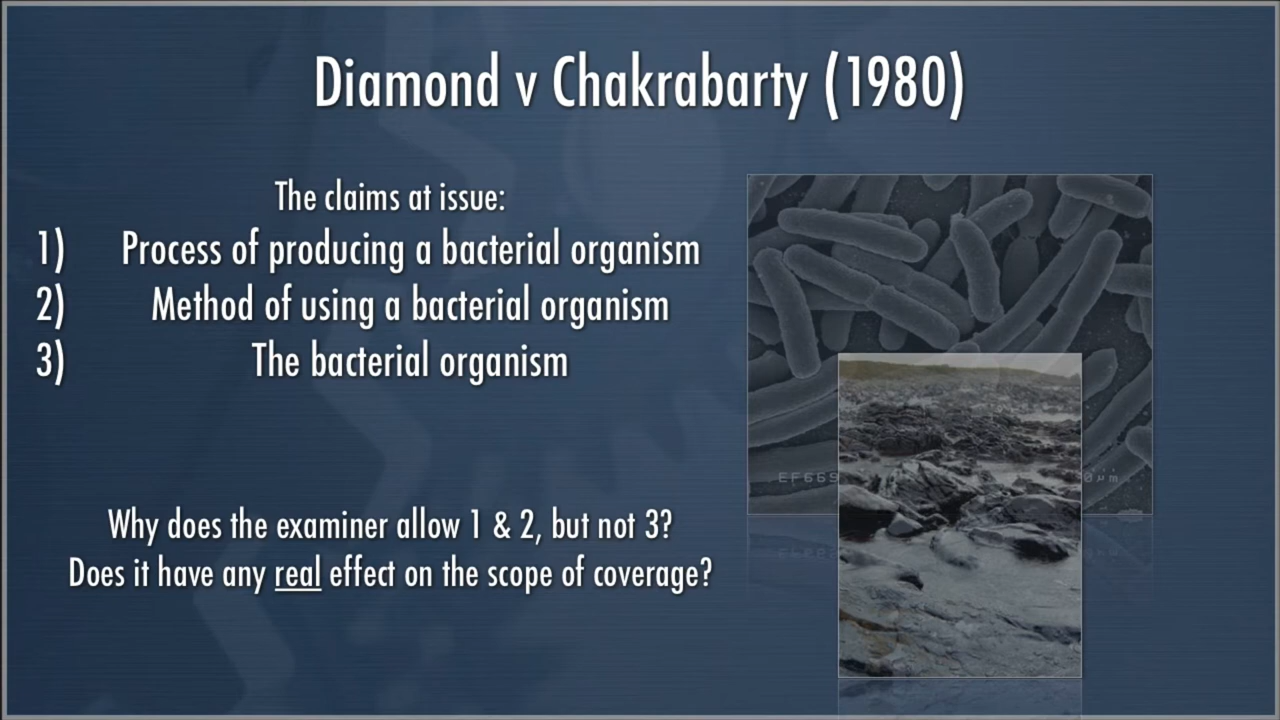 Diamond v Chakrabarty (1980)
The claims at issue:
1) Process of producing a bacterial organism
2) Method of using a bacterial organism
3) The bacterial organism
Why does the examiner allow 1 & 2, but not 3?
Does it have any real effect on the scope of coverage?